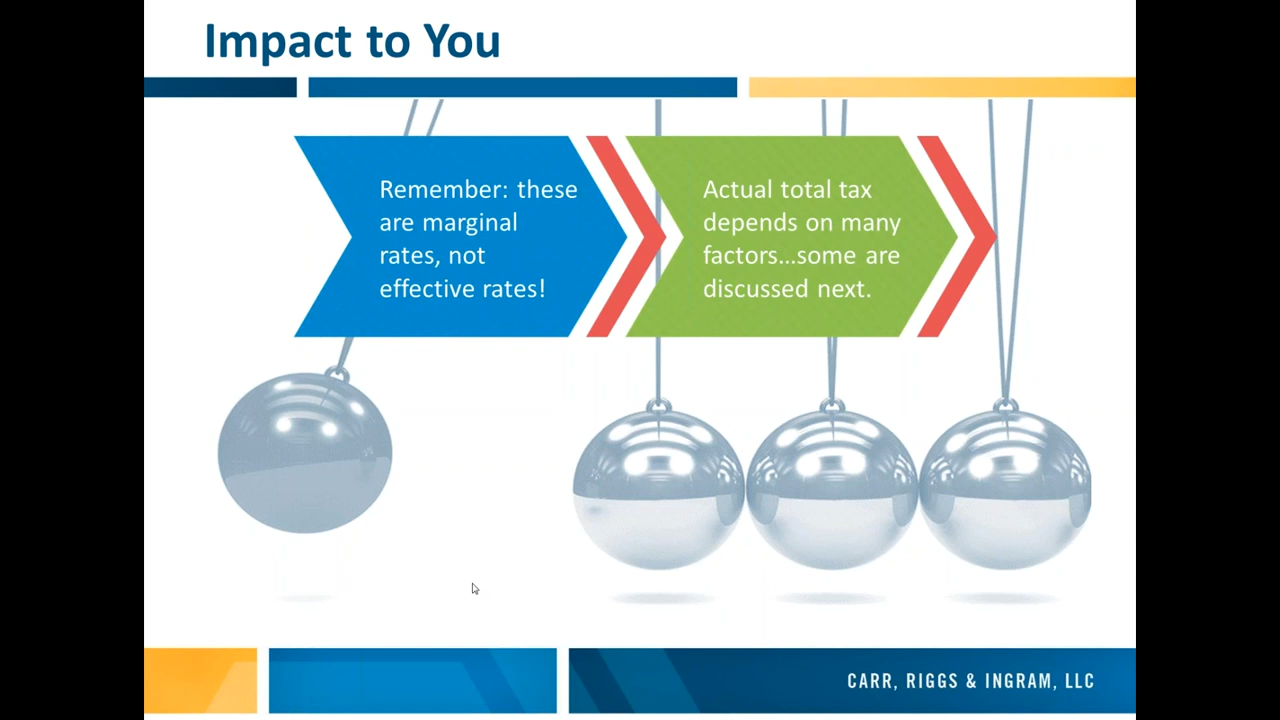 Impact to You
Remember: these
are marginal
rates, not
effective rates!
Actual total tax
depends on many
factors...some are
discussed next.
CARR, RIGGS & INGRAM, LLC